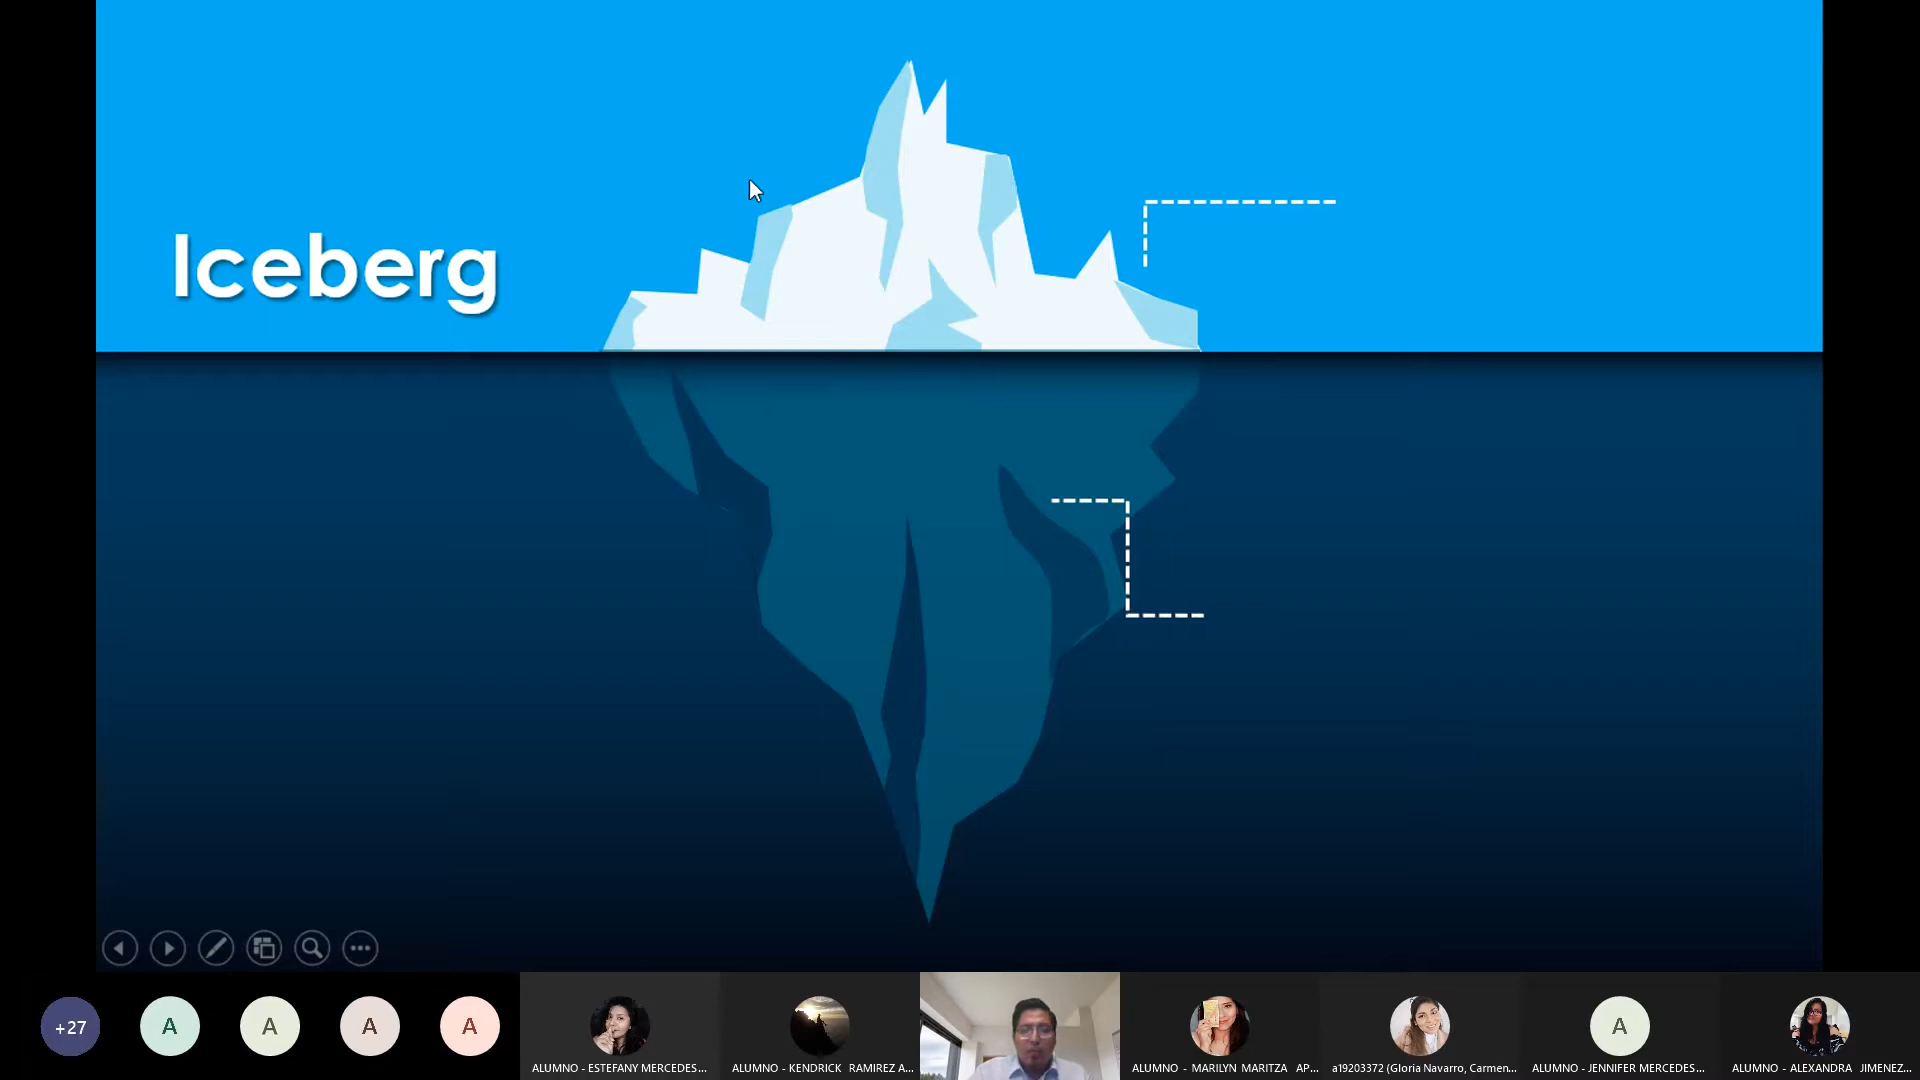 Iceberg
+27
A
A
A
A
A
ALUMNO - ESTEFANY MERCEDES...
ALUMNO - KENDRICK RAMIREZ A...
ALUMNO - MARILYN MARITZA AP...
a19203372 (Gloria Navarro, Carmen...
ALUMNO - JENNIFER MERCEDES...
ALUMNO - ALEXANDRA JIMENEZ...